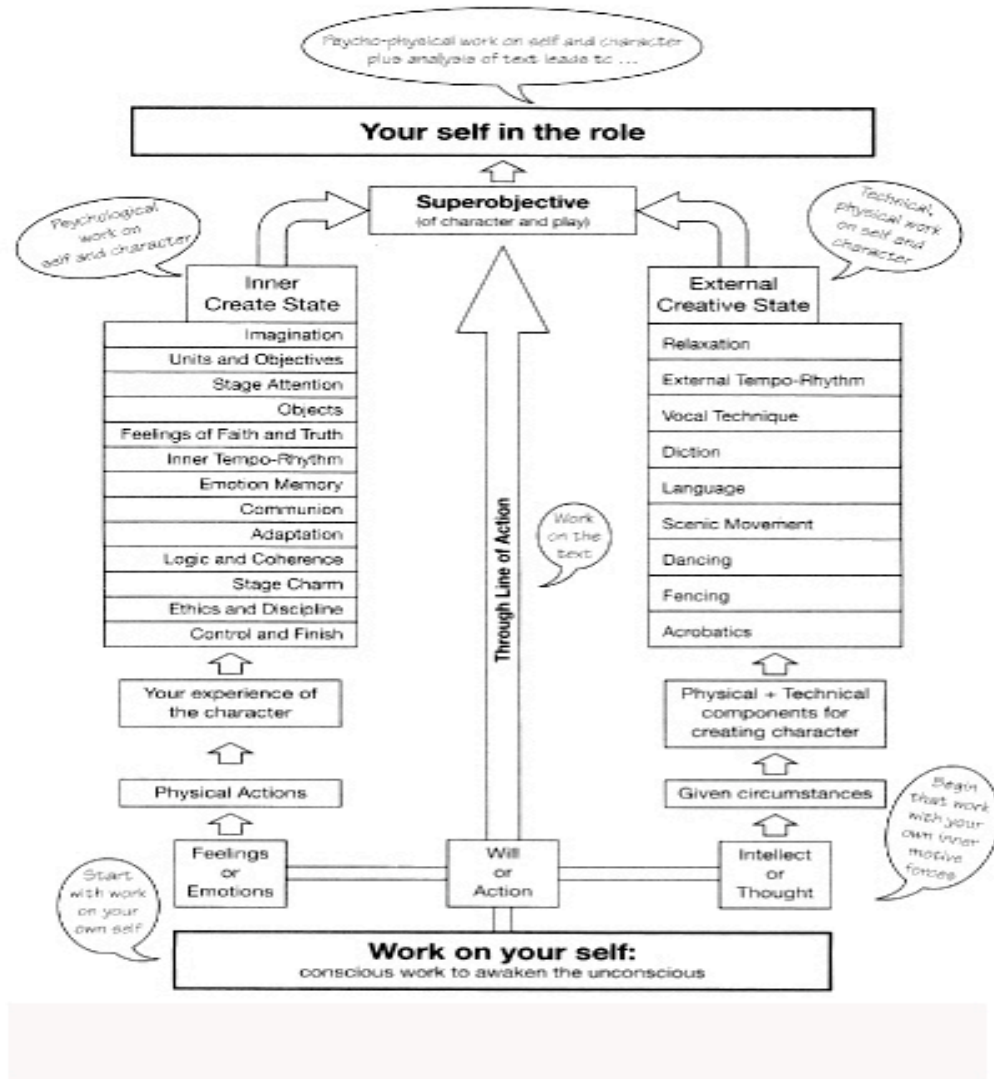 Psycho-physical work on self and character
plus analysis of text leads to ...
Your self in the role
Superobjective
(of character and play)
Psychological
work on
self and character
Technical,
physical work
on self and
character
Inner
Create State
Imagination
Units and Objectives
Stage Attention
Objects
Feelings of Faith and Truth
Inner Tempo-Rhythm
Emotion Memory
Communion
Adaptation
Logic and Coherence
Stage Charm
Ethics and Discipline
Control and Finish
Your experience of
the character
Physical Actions
Feelings
or
Emotions
Start
with work
on your
own self
Through Line of Action
Work
on the
text
Will
or
Action
External
Creative State
Relaxation
External Tempo-Rhythm
Vocal Technique
Diction
Language
Scenic Movement
Dancing
Fencing
Acrobatics
Physical + Technical
components for
creating character
Given circumstances
Intellect
or
Thought
Begin
that work
with your
own inner
motive
forces
Work on your self:
conscious work to awaken the unconscious